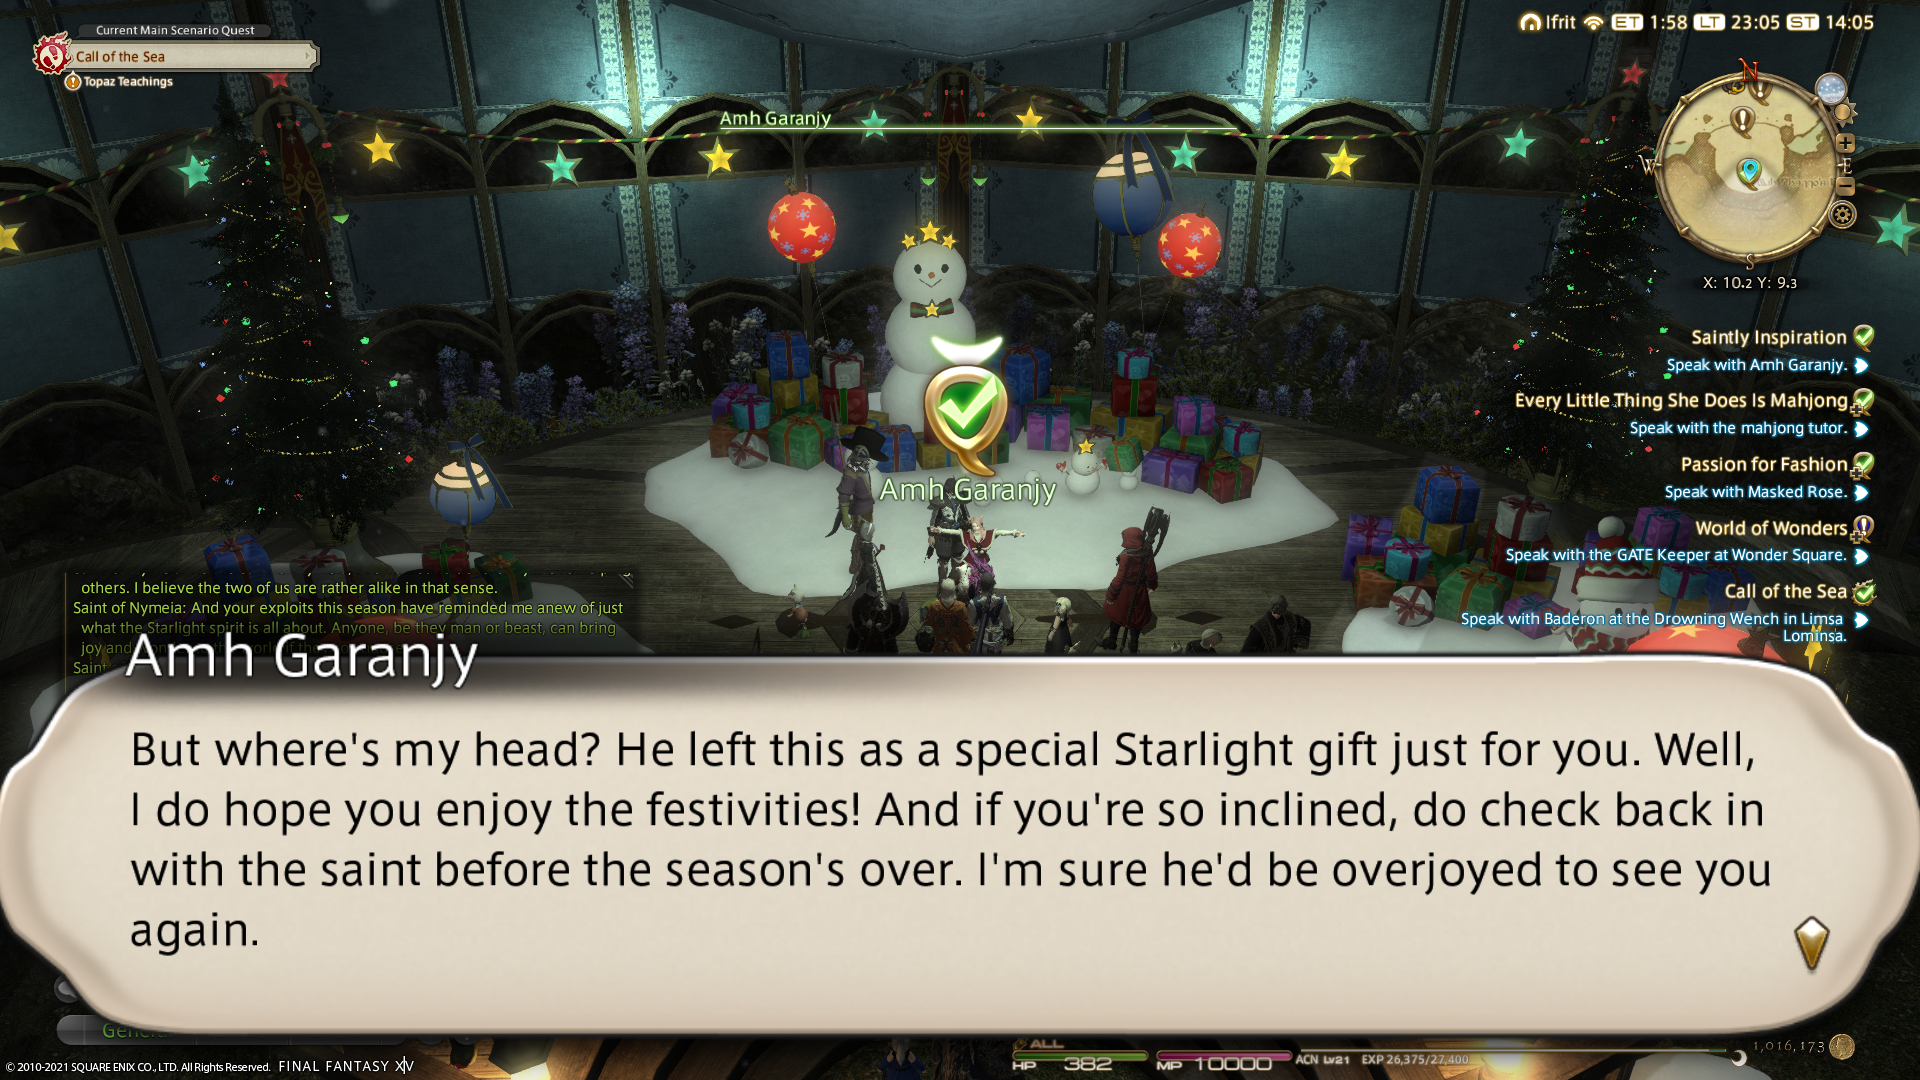 Current Main Scenario Quest
Call of the Sea
Topaz Teachings
Ifrit ET 1:58 LT 23:05 ST 14:05
Amh Garanjy
N
W
E
S
X: 10.2 Y: 9.3
Saintly Inspiration
Speak with Amh Garanjy.
Every Little Thing She Does Is Mahjong
Speak with the mahjong tutor.
Passion for Fashion
Speak with Masked Rose.
World of Wonders
Speak with the GATE Keeper at Wonder Square.
Call of the Sea
Speak with Baderon at the Drowning Wench in Limsa
Lominsa.
Amh Garanjy
others. I believe the two of us are rather alike in that sense.
Saint of Nymeia: And your exploits this season have reminded me anew of just
what the Starlight spirit is all about. Anyone, be they man or beast, can bring
joy and
Saint
Amh Garanjy
But where's my head? He left this as a special Starlight gift just for you. Well,
I do hope you enjoy the festivities! And if you're so inclined, do check back in
with the saint before the season's over. I'm sure he'd be overjoyed to see you
again.
ALL
HP 382 MP 10000 ACN Lv21 EXP 26,375/27,400
1,016,173
© 2010-2021 SQUARE ENIX CO., LTD. All Rights Reserved. FINAL FANTASY XIV